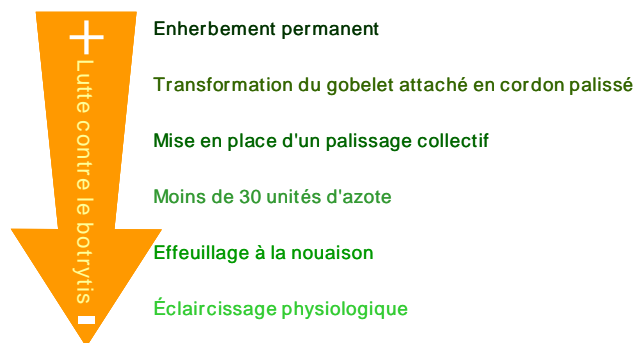 +
Lutte contre le botrytis
-
Enherbement permanent
Transformation du gobelet attaché en cordon palissé
Mise en place d'un palissage collectif
Moins de 30 unités d'azote
Effeuillage à la nouaison
Éclaircissage physiologique